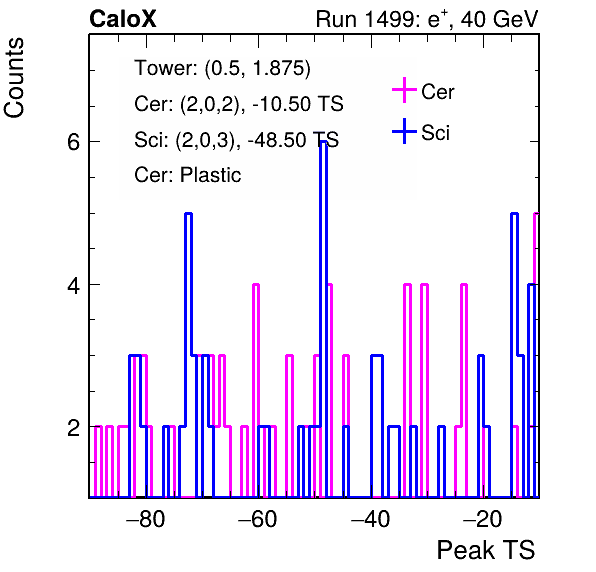 CaloX Run 1499: e+, 40 GeV
Counts
Tower: (0.5, 1.875)
Cer: (2,0,2), -10.50 TS
Sci: (2,0,3), -48.50 TS
Cer: Plastic
Cer
Sci
6
4
2
−80 −60 −40 −20
Peak TS